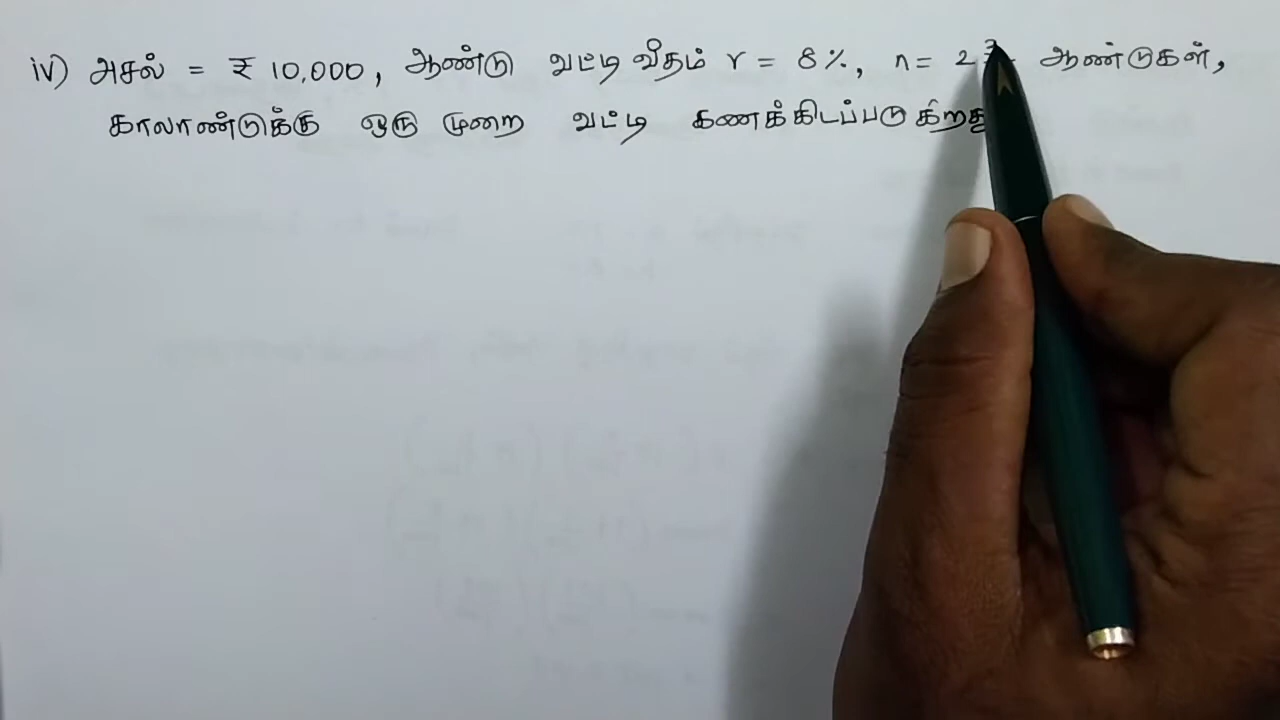 iv) அசல் = ₹ 10,000, ஆண்டு வட்டி வீதம் r = 8%, n = 2 ஆண்டுகள்,
காலாண்டுக்கு ஒரு முறை வட்டி கணக்கிடப்படுகிறது